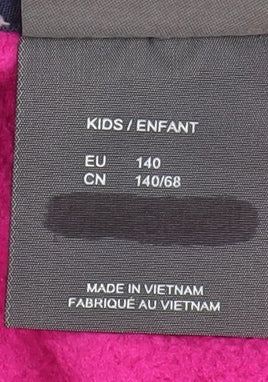 KIDS / ENFANT
EU 140
CN 140/68
MADE IN VIETNAM
FABRIQUÉ AU VIETNAM